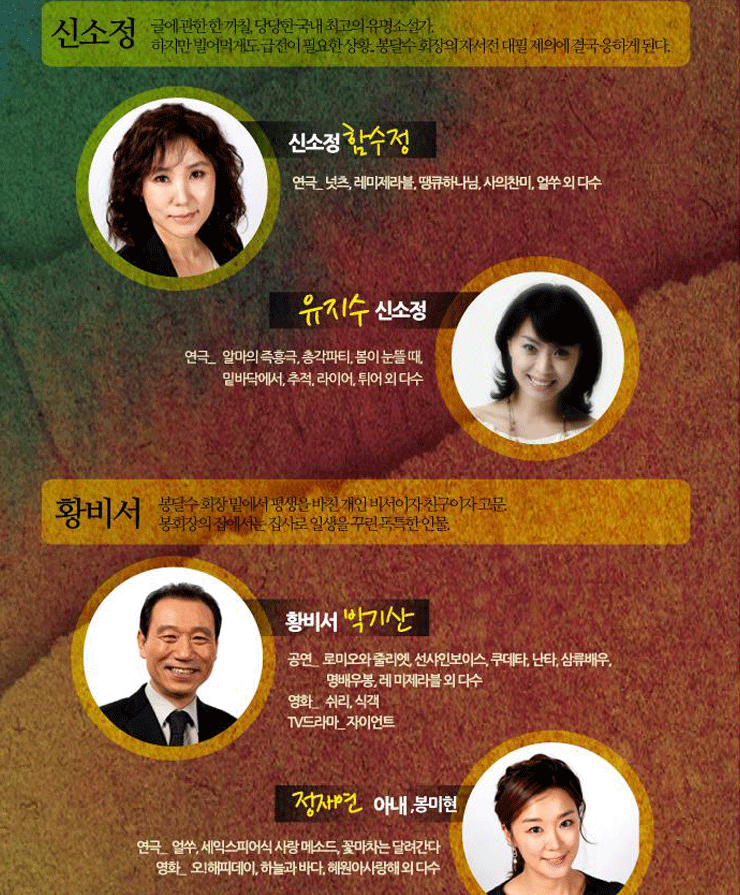 신소정
글에 관한 한 까칠, 당당한 국내 최고의 유명소설가.
하지만 빌어먹게도 급전이 필요한 상황.. 봉달수 회장의 자서전 대필 제의에 결국 응하게 된다.
신소정 함수정
연극_ 넛츠, 레미제라블, 땡큐하나님, 사의찬미, 얼쑤 외 다수
유지수 신소정
연극_ 알마의 즉흥극, 총각파티, 봄이 눈뜰 때,
밑바닥에서, 추적, 라이어, 튀어 외 다수
황비서
봉달수 회장 밑에서 평생을 바친 개인 비서이자 친구이자 고문.
봉회장의 집에서는 집사로 일생을 꾸린 독특한 인물.
황비서 박기산
공연_ 로미오와 줄리엣, 선사인보이스, 쿠데타, 난타, 삼류배우,
명배우봉, 레 미제라블 외 다수
영화_ 쉬리, 식객
TV드라마_자이언트
정재연 아내 ,봉미현
연극_ 얼쑤, 세익스피어식 사랑 메소드, 꽃마차는 달려간다
영화_ 오!해피데이, 하늘과 바다, 혜원아사랑해 외 다수